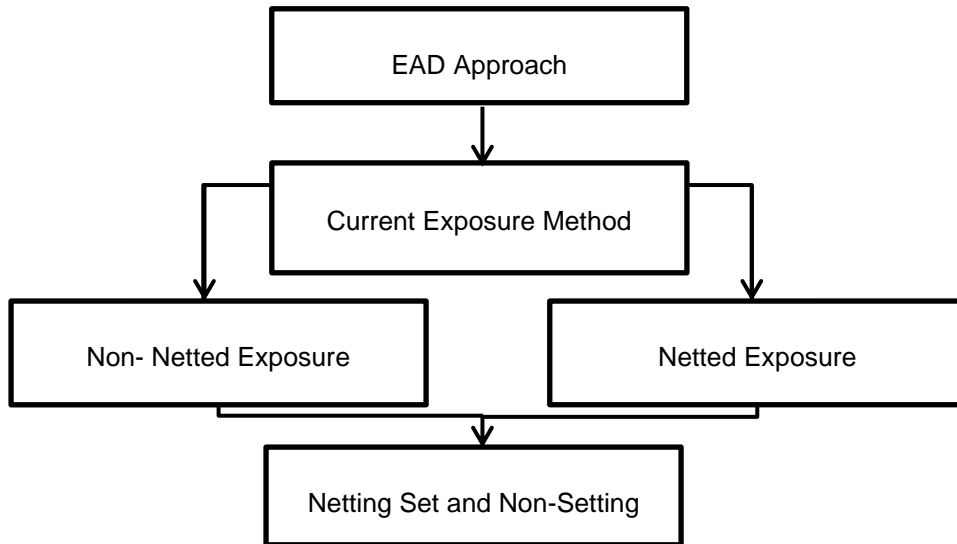 EAD Approach
Current Exposure Method
Non- Netted Exposure
Netted Exposure
Netting Set and Non-Setting